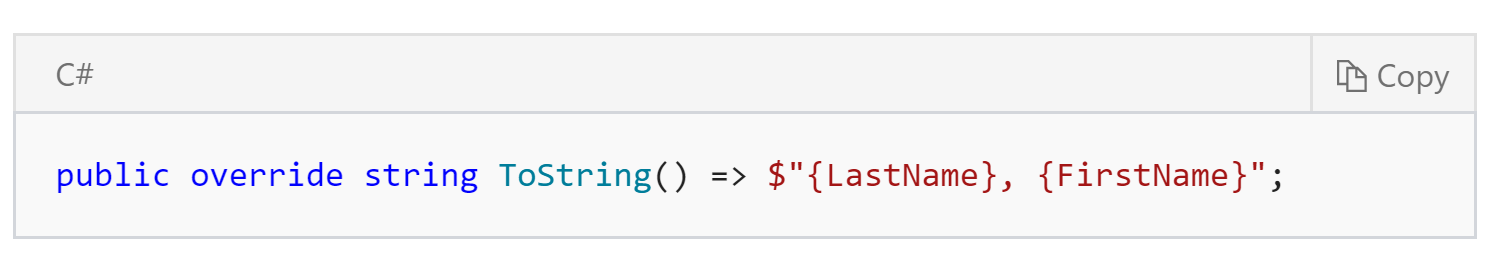 C#
Copy
public override string ToString() => $"{LastName}, {FirstName}";